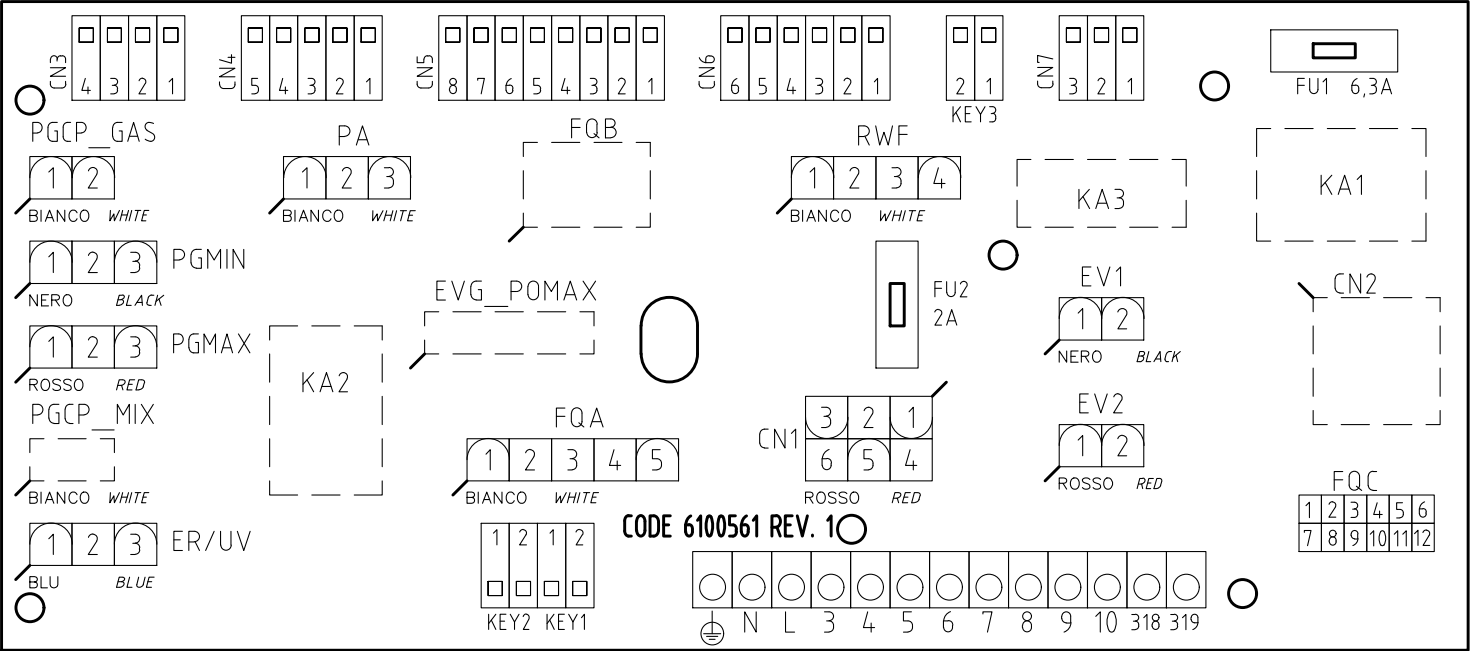 CN3
4 3 2 1
CN4
5 4 3 2 1
CN5
8 7 6 5 4 3 2 1
CN6
6 5 4 3 2 1
2 1
KEY3
CN7
3 2 1
FU1 6,3A
PGCP_GAS
1 2
BIANCO WHITE
PA
1 2 3
BIANCO WHITE
FQB
RWF
1 2 3 4
BIANCO WHITE
KA3
KA1
1 2 3 PGMIN
NERO BLACK
EVG_POMAX
FU2
2A
EV1
1 2
NERO BLACK
CN2
1 2 3 PGMAX
ROSSO RED
KA2
PGCP_MIX
BIANCO WHITE
FQA
1 2 3 4 5
BIANCO WHITE
CN1
3 2 1
6 5 4
ROSSO RED
EV2
1 2
ROSSO RED
FQC
1 2 3 4 5 6
7 8 9 10 11 12
1 2 3 ER/UV
BLU BLUE
1 2 1 2
KEY2 KEY1
CODE 6100561 REV. 1
N L 3 4 5 6 7 8 9 10 318 319